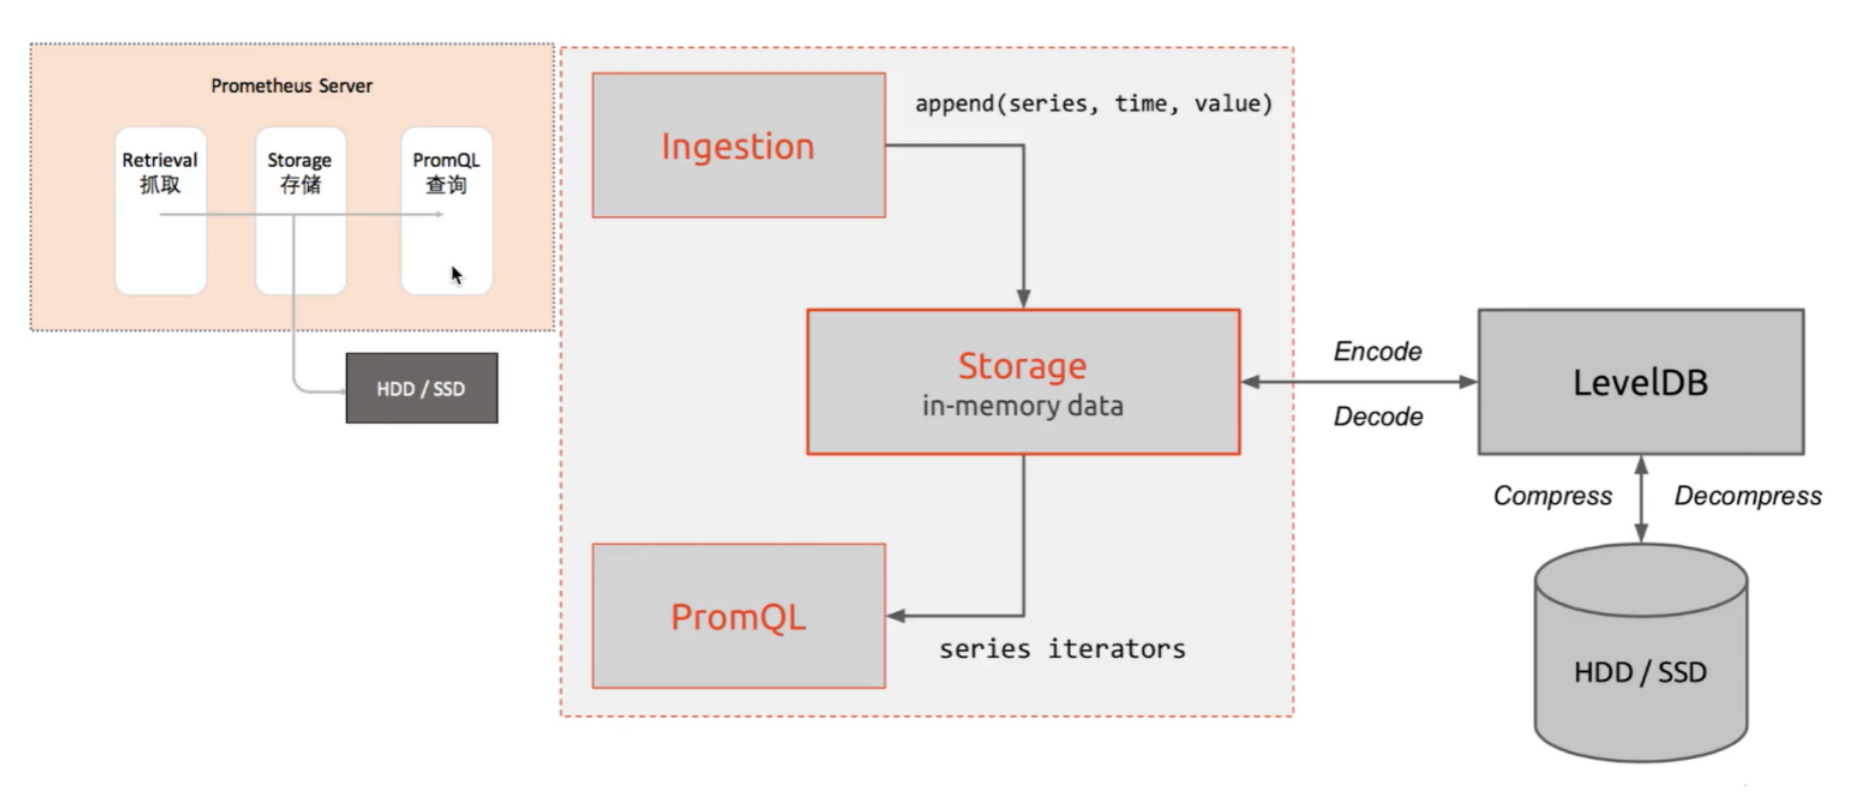 Prometheus Server
Retrieval
抓取
Storage
存储
PromQL
查询
HDD / SSD
Ingestion
append(series, time, value)
Storage
in-memory data
PromQL
series iterators
Encode
Decode
LevelDB
Compress
Decompress
HDD / SSD